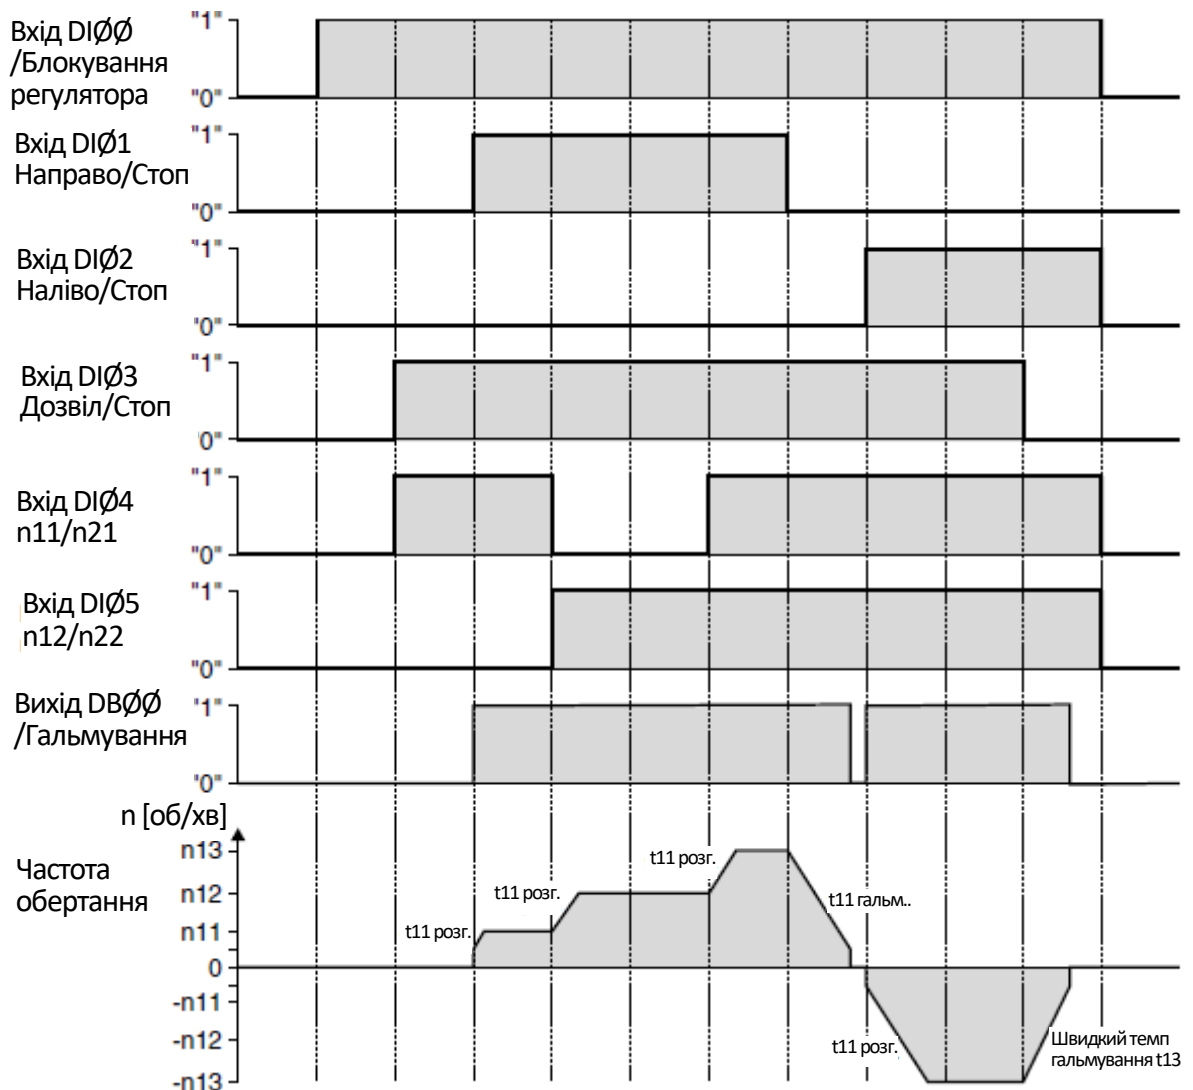 Вхід DIØØ
/Блокування
регулятора
"1"
"0"
Вхід DIØ1
Направо/Стоп
"1"
"0"
Вхід DIØ2
Наліво/Стоп
"1"
"0"
Вхід DIØ3
Дозвіл/Стоп
"1"
"0"
Вхід DIØ4
n11/n21
"1"
"0"
Вхід DIØ5
n12/n22
"1"
"0"
Вихід DBØØ
/Гальмування
"1"
"0"
n [об/хв]
Частота
обертання
n13
n12
n11
0
-n11
-n12
-n13
t11 розг.
t11 розг.
t11 розг.
t11 гальм..
t11 розг.
Швидкий темп
гальмування t13